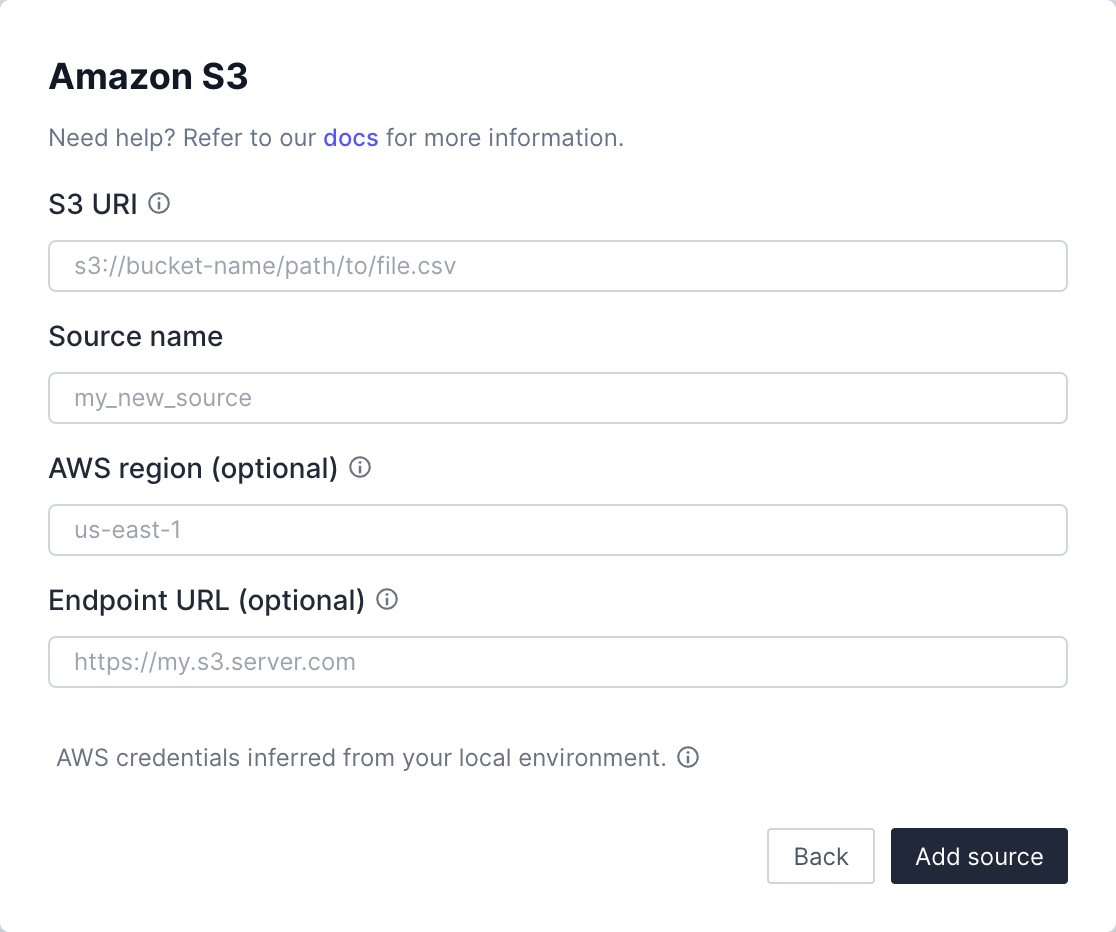 Amazon S3
Need help? Refer to our docs for more information.
S3 URI
s3://bucket-name/path/to/file.csv
Source name
my_new_source
AWS region (optional)
us-east-1
Endpoint URL (optional)
https://my.s3.server.com
AWS credentials inferred from your local environment.
Back
Add source